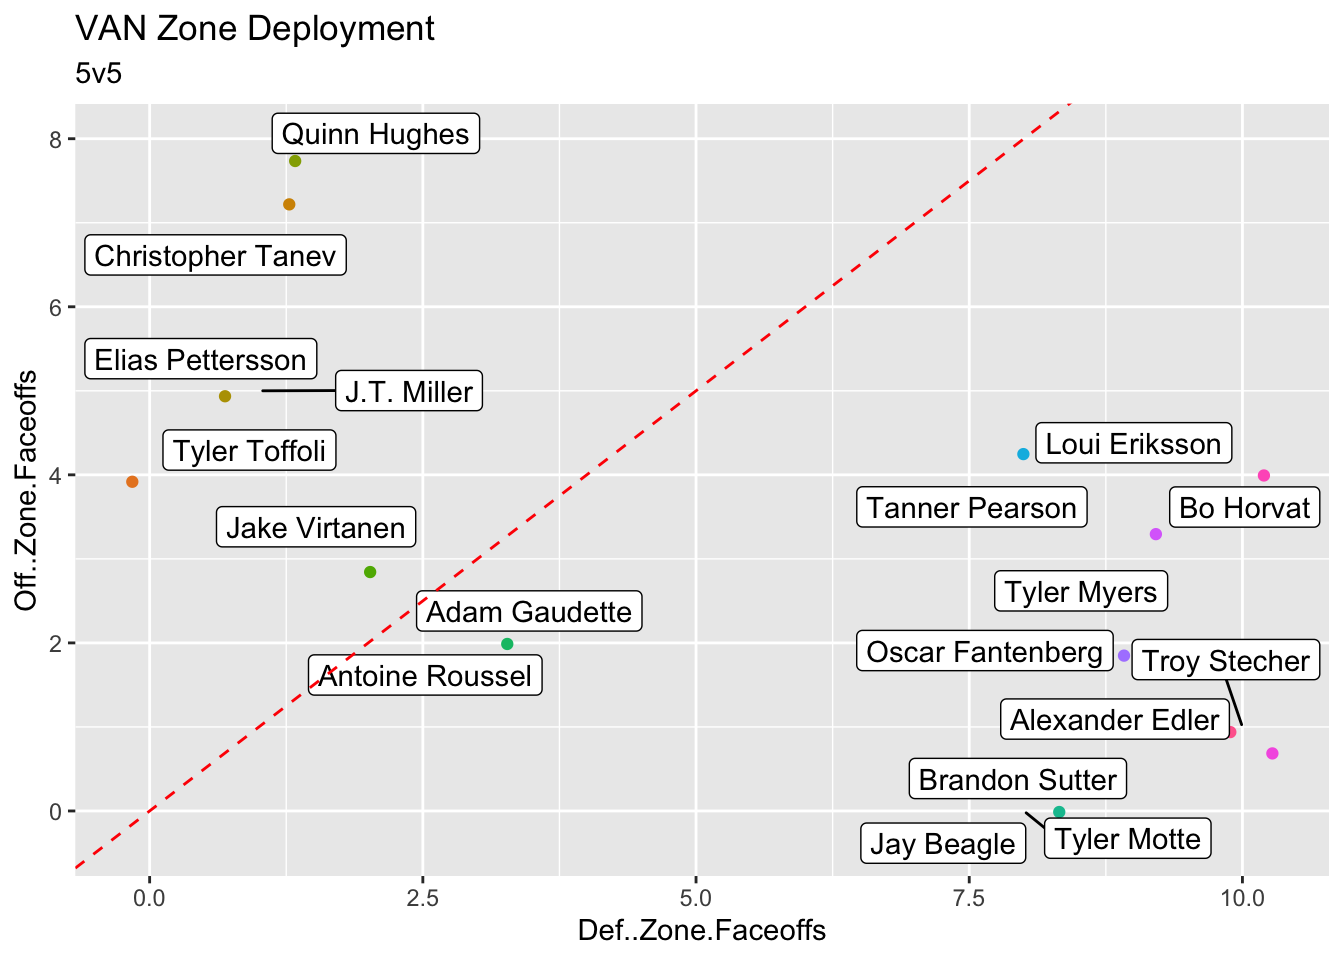 VAN Zone Deployment
5v5
Quinn Hughes
Christopher Tanev
Elias Pettersson
J.T. Miller
Tyler Toffoli
Jake Virtanen
Adam Gaudette
Antoine Roussel
Loui Eriksson
Tanner Pearson
Bo Horvat
Tyler Myers
Oscar Fantenberg
Troy Stecher
Alexander Edler
Brandon Sutter
Jay Beagle
Tyler Motte
8
6
4
2
0
Off..Zone.Faceoffs
0.0
2.5
5.0
7.5
10.0
Def..Zone.Faceoffs